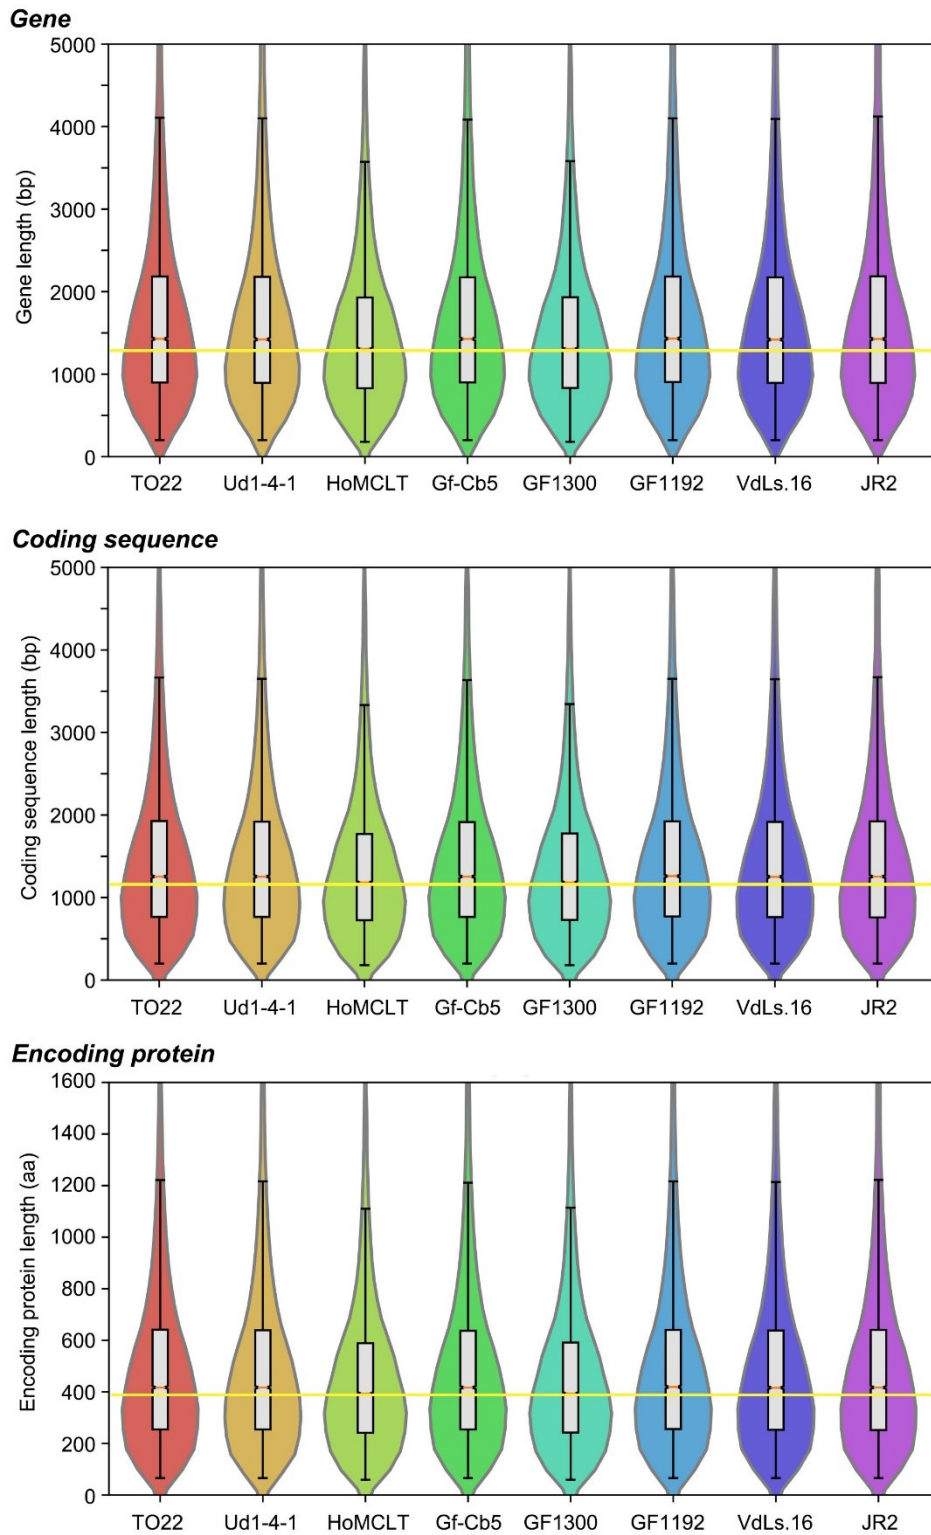 Gene
Gene length (bp)
5000
4000
3000
2000
1000
0
TO22 Ud1-4-1 HoMCLT Gf-Cb5 GF1300 GF1192 VdLs.16 JR2
Coding sequence
Coding sequence length (bp)
5000
4000
3000
2000
1000
0
TO22 Ud1-4-1 HoMCLT Gf-Cb5 GF1300 GF1192 VdLs.16 JR2
Encoding protein
Encoding protein length (aa)
1600
1400
1200
1000
800
600
400
200
0
TO22 Ud1-4-1 HoMCLT Gf-Cb5 GF1300 GF1192 VdLs.16 JR2